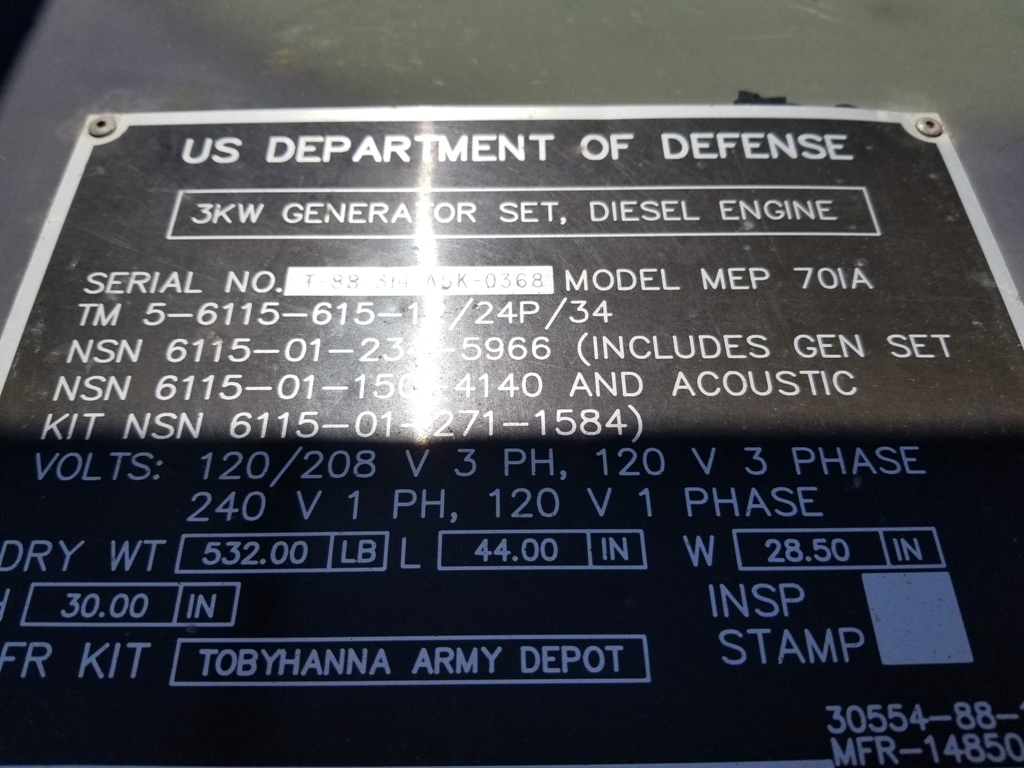 US DEPARTMENT OF DEFENSE
3KW GENERATOR SET, DIESEL ENGINE
SERIAL NO. MODEL MEP 701A
TM 5-6115-615- /24P/34
NSN 6115-01- -5966 (INCLUDES GEN SET
NSN 6115-01- -4140 AND ACOUSTIC
KIT NSN 6115-01-271-1584)
VOLTS: 120/208 V 3 PH, 120 V 3 PHASE
240 V 1 PH, 120 V 1 PHASE
DRY WT 532.00 LB L 44.00 IN W 28.50 IN
H 30.00 IN INSP
STAMP
FR KIT TOBYHANNA ARMY DEPOT
30554-88-
MFR-14850